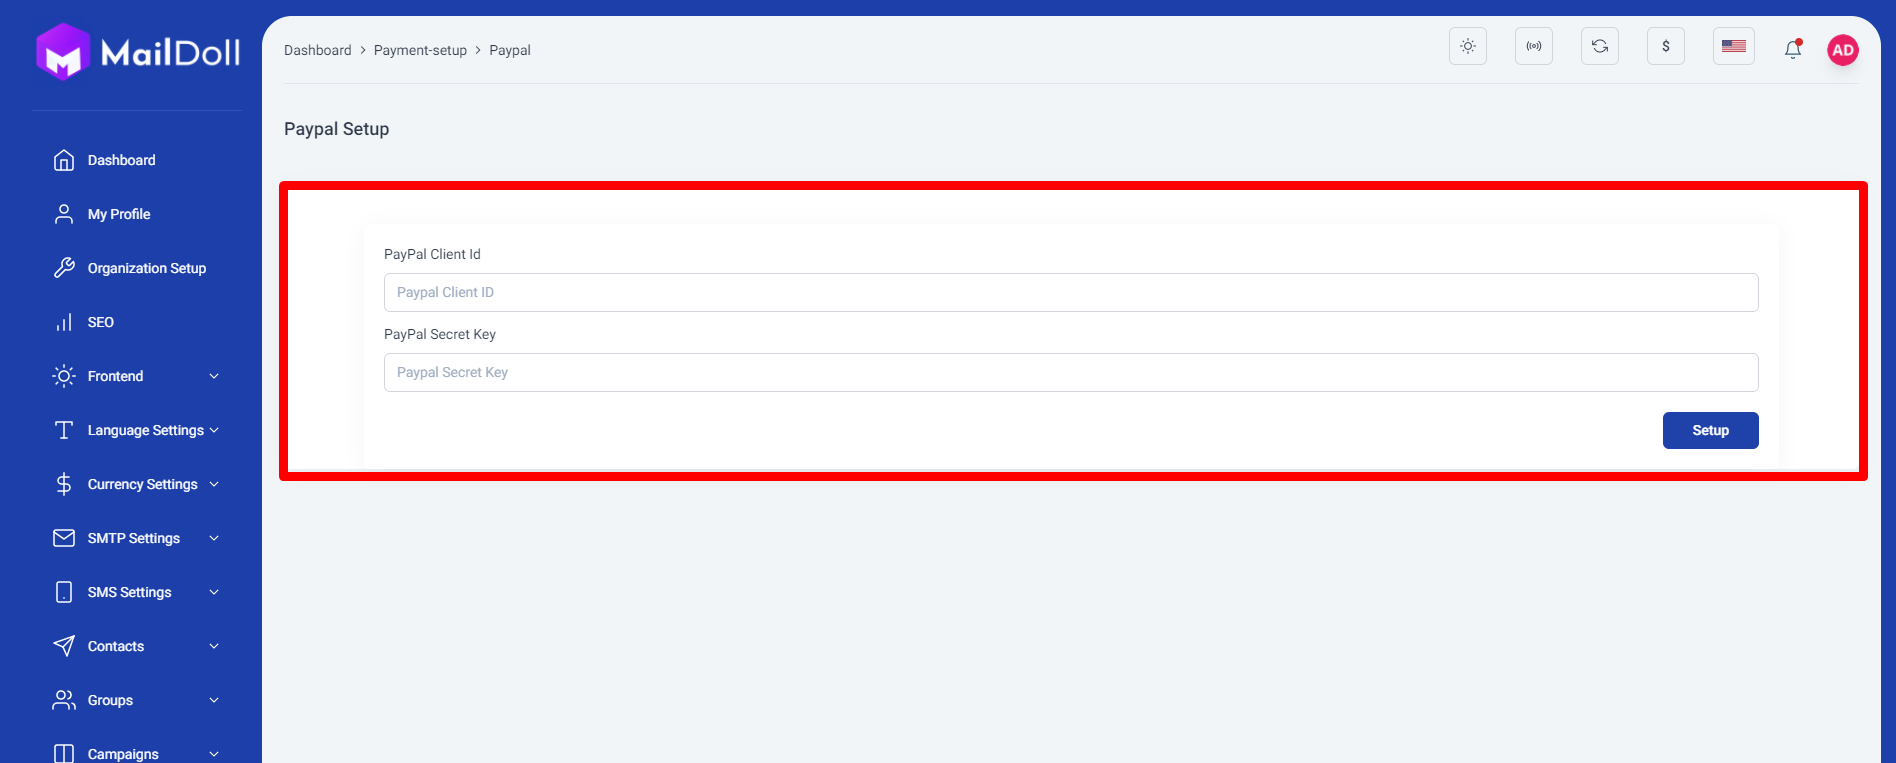 MailDoll
Dashboard > Payment-setup > Paypal
$
AD
Paypal Setup
Dashboard
My Profile
Organization Setup
SEO
Frontend
Language Settings
Currency Settings
SMTP Settings
SMS Settings
Contacts
Groups
Campaigns
PayPal Client Id
Paypal Client ID
PayPal Secret Key
Paypal Secret Key
Setup